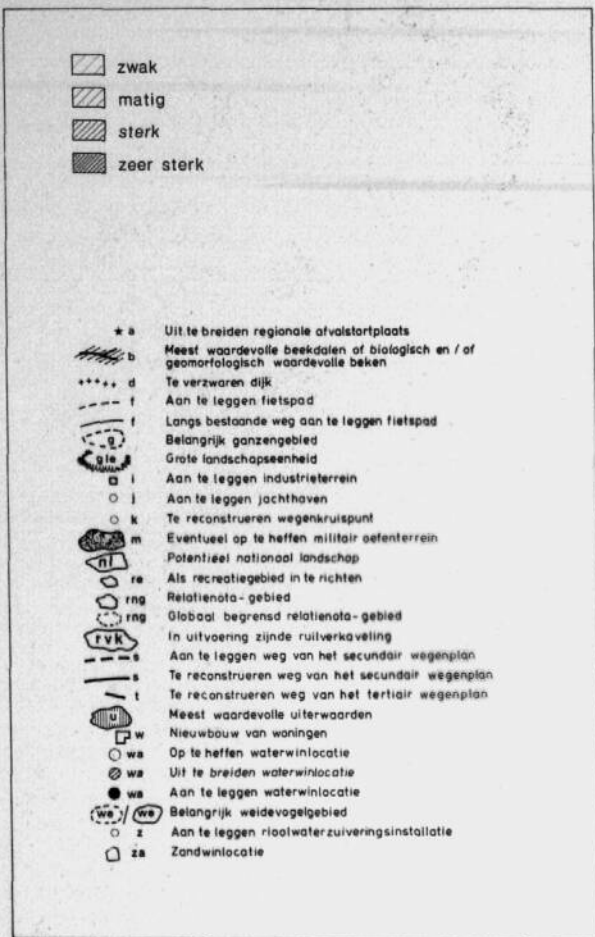 zwak
matig
sterk
zeer sterk
★ a Uit te breiden regionale afvalstortplaats
b Meest waardevolle beekdalen of biologisch en / of
geomorfologisch waardevolle beken
+++++ d Te verzwaren dijk
f Aan te leggen fietspad
f Langs bestaande weg aan te leggen fietspad
g Belangrijk ganzengebied
gle Grote landschapseenheid
i Aan te leggen industrieterrein
j Aan te leggen jachthaven
k Te reconstrueren wegenkruispunt
m Eventueel op te heffen militair oefenterrein
nl Potentieel nationaal landschap
re Als recreatiegebied in te richten
rng Relatienota-gebied
rng Globaal begrensd relatienota-gebied
rvk In uitvoering zijnde ruilverkaveling
s Aan te leggen weg van het secundair wegenplan
s Te reconstrueren weg van het secundair wegenplan
t Te reconstrueren weg van het tertiair wegenplan
u Meest waardevolle uiterwaarden
w Nieuwbouw van woningen
wa Op te heffen waterwinlocatie
wa Uit te breiden waterwinlocatie
wa Aan te leggen waterwinlocatie
we / we Belangrijk weidevogelgebied
z Aan te leggen rioolwaterzuiveringsinstallatie
za Zandwinlocatie